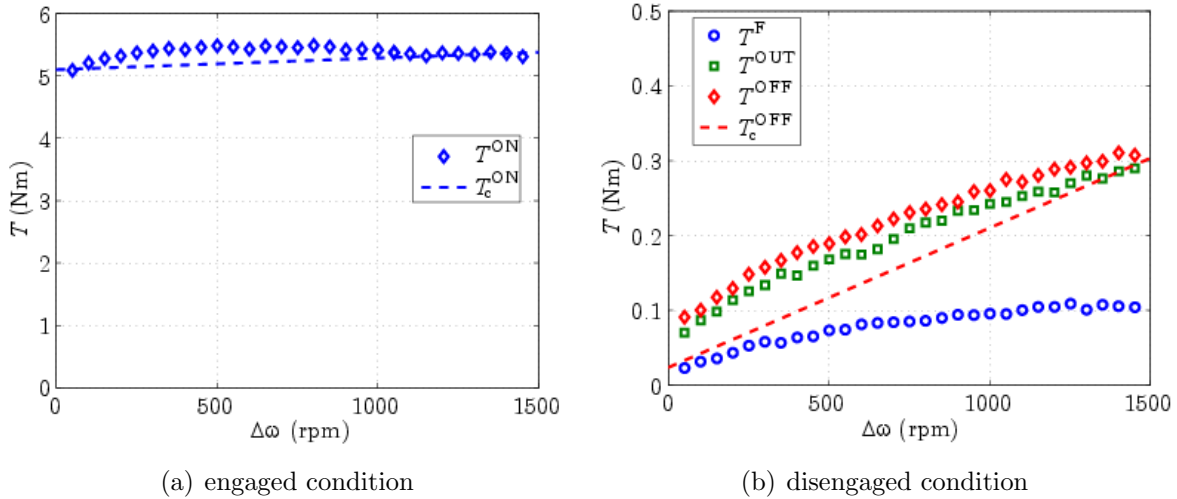 6
5
4
3
2
1
0
T (Nm)
T^ON
T_c^ON
0 500 1000 1500
Δω (rpm)
(a) engaged condition
0.5
0.4
0.3
0.2
0.1
0
T (Nm)
T^F
T^OUT
T^OFF
T_c^OFF
0 500 1000 1500
Δω (rpm)
(b) disengaged condition